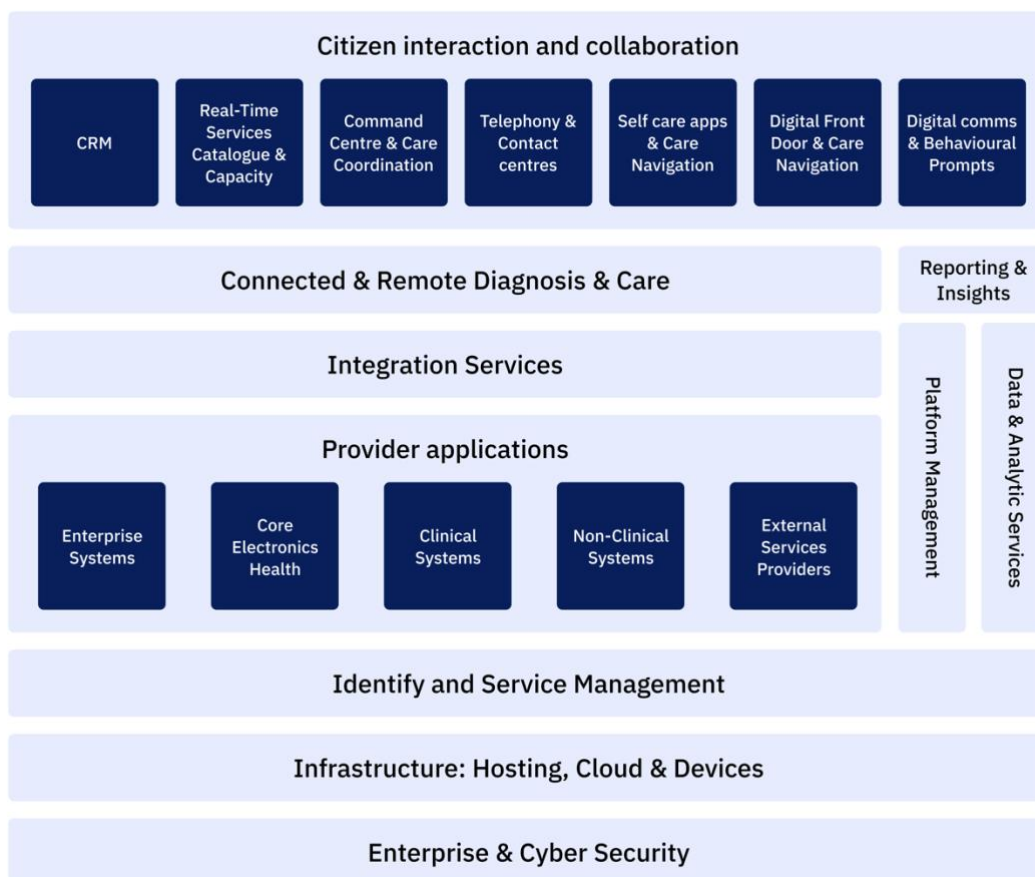 Citizen interaction and collaboration
CRM
Real-Time
Services
Catalogue &
Capacity
Command
Centre & Care
Coordination
Telephony &
Contact
centres
Self care apps
& Care
Navigation
Digital Front
Door & Care
Navigation
Digital comms
& Behavioural
Prompts
Connected & Remote Diagnosis & Care
Reporting &
Insights
Integration Services
Platform Management
Data & Analytic Services
Provider applications
Enterprise
Systems
Core
Electronics
Health
Clinical
Systems
Non-Clinical
Systems
External
Services
Providers
Identify and Service Management
Infrastructure: Hosting, Cloud & Devices
Enterprise & Cyber Security